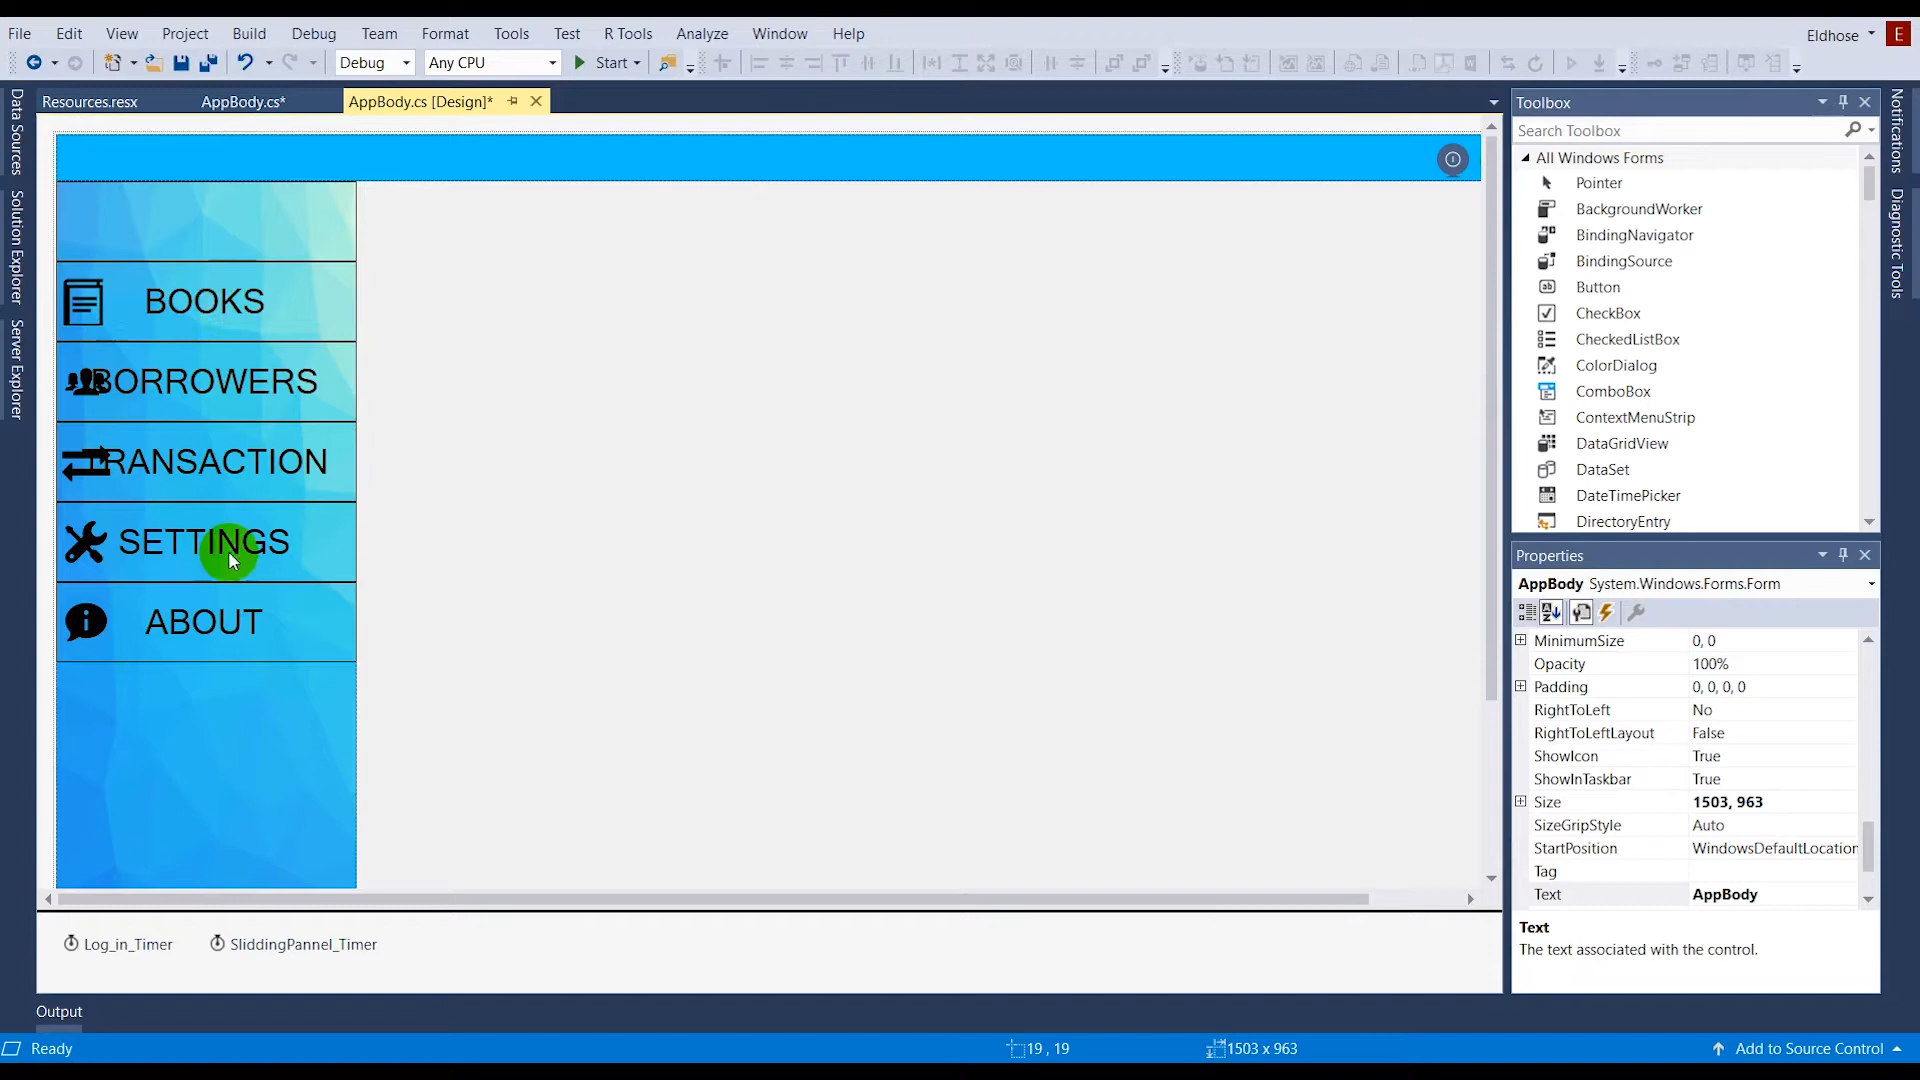 File Edit View Project Build Debug Team Format Tools Test R Tools Analyze Window Help
Eldhose E
Debug Any CPU Start
Resources.resx AppBody.cs* AppBody.cs [Design]*
Data Sources
Solution Explorer
Server Explorer
BOOKS
BORROWERS
TRANSACTION
SETTINGS
ABOUT
Log_in_Timer SliddingPannel_Timer
Toolbox
Search Toolbox
All Windows Forms
Pointer
BackgroundWorker
BindingNavigator
BindingSource
Button
CheckBox
CheckedListBox
ColorDialog
ComboBox
ContextMenuStrip
DataGridView
DataSet
DateTimePicker
DirectoryEntry
Properties
AppBody System.Windows.Forms.Form
MinimumSize 0, 0
Opacity 100%
Padding 0, 0, 0, 0
RightToLeft No
RightToLeftLayout False
ShowIcon True
ShowInTaskbar True
Size 1503, 963
SizeGripStyle Auto
StartPosition WindowsDefaultLocation
Tag
Text AppBody
Text
The text associated with the control.
Notifications
Diagnostic Tools
Output
Ready 19 , 19 1503 x 963 Add to Source Control